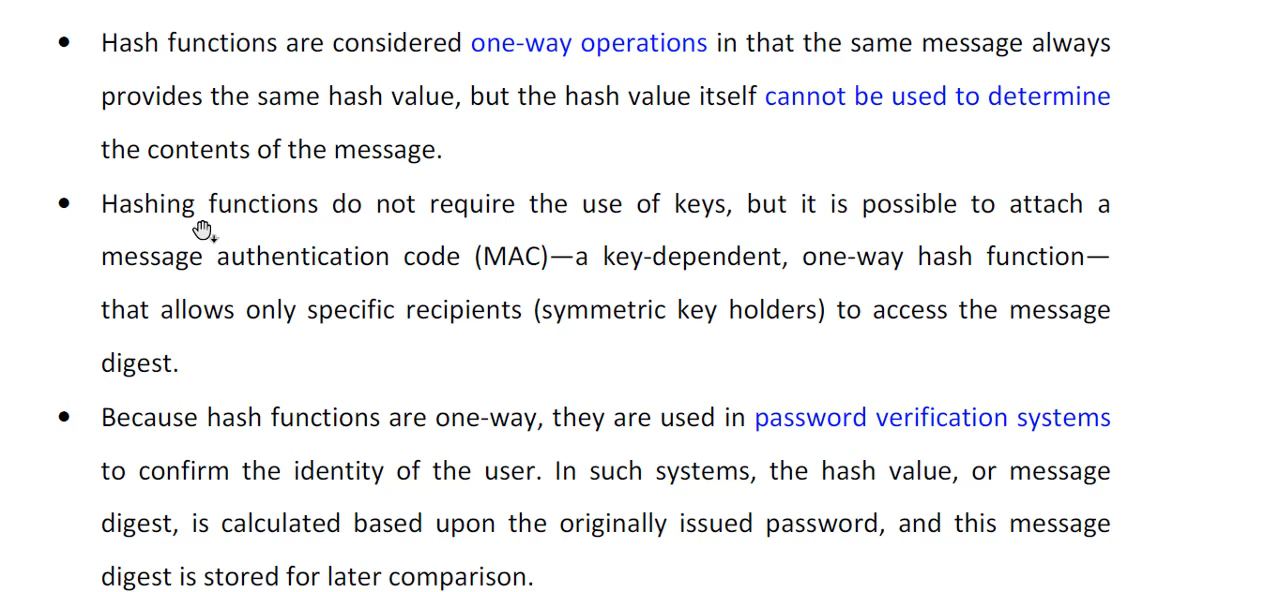 • Hash functions are considered one-way operations in that the same message always
provides the same hash value, but the hash value itself cannot be used to determine
the contents of the message.
• Hashing functions do not require the use of keys, but it is possible to attach a
message authentication code (MAC)—a key-dependent, one-way hash function—
that allows only specific recipients (symmetric key holders) to access the message
digest.
• Because hash functions are one-way, they are used in password verification systems
to confirm the identity of the user. In such systems, the hash value, or message
digest, is calculated based upon the originally issued password, and this message
digest is stored for later comparison.